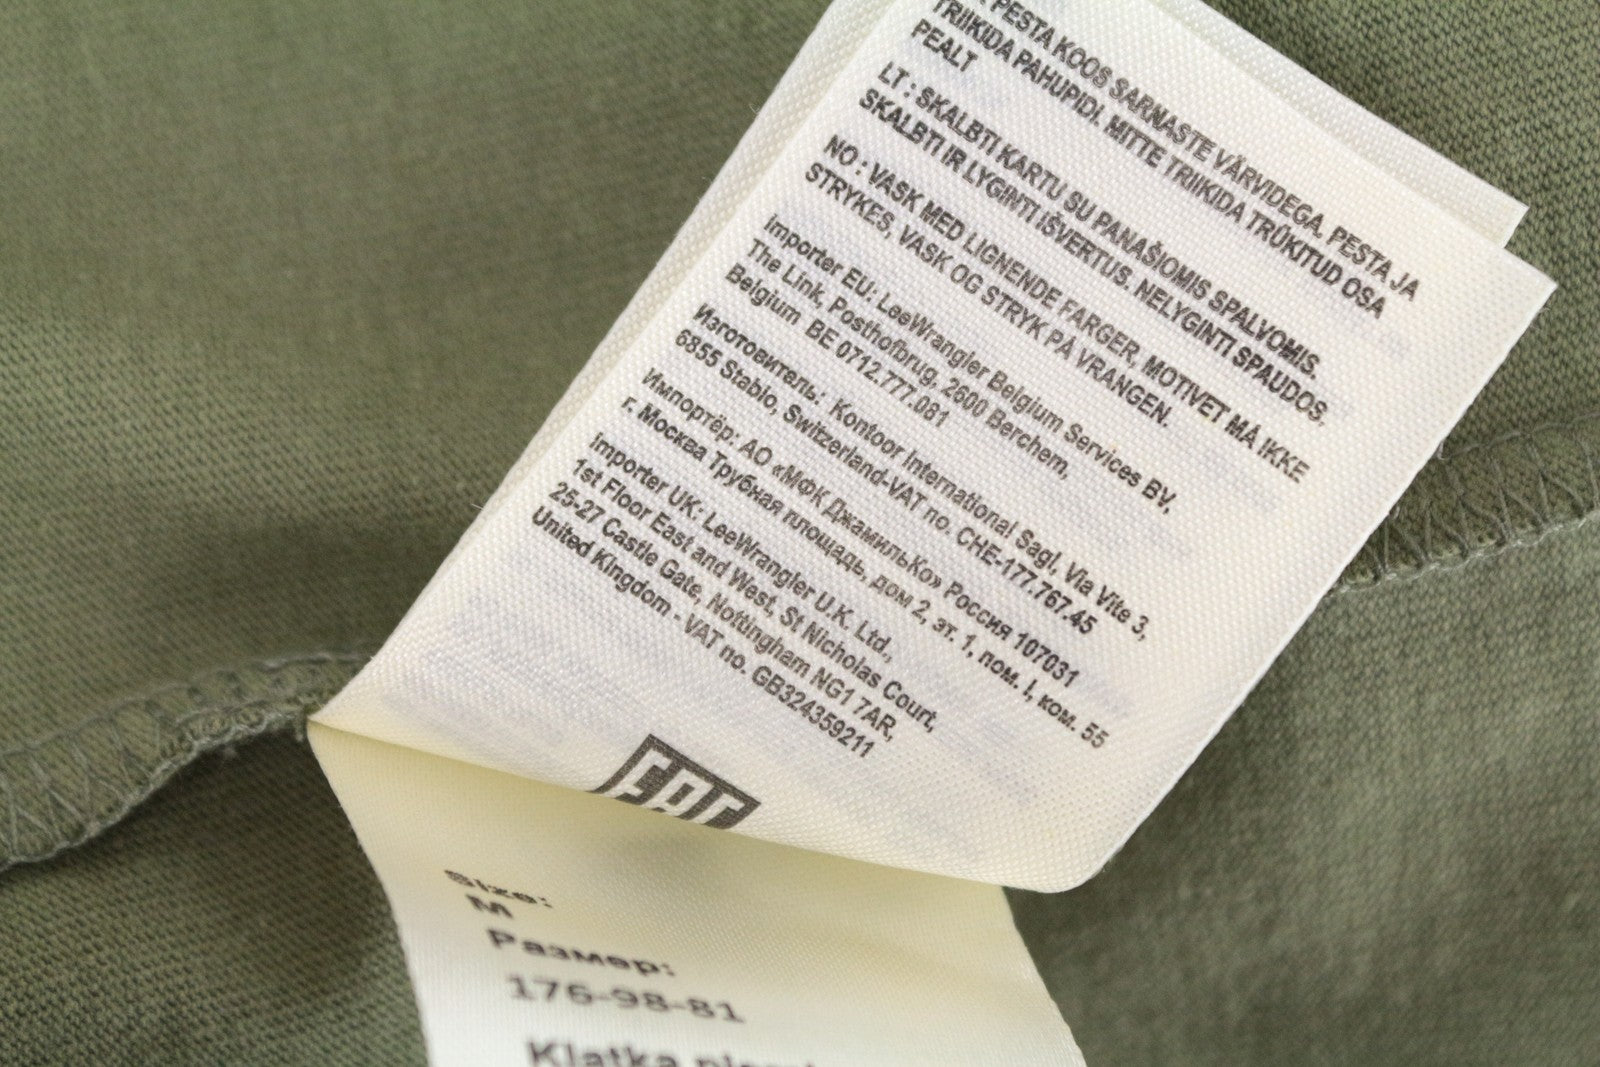 PESTA KOOS SARNASTE VÄRVIDEGA. PESTA JA
TRIIKIDA PAHUPIDI. MITTE TRIIKIDA TRÜKITUD OSA
PEALT
LT : SKALBTI KARTU SU PANAŠIOMIS SPALVOMIS.
SKALBTI IR LYGINTI IŠVERTUS. NELYGINTI SPAUDOS.
NO : VASK MED LIGNENDE FARGER, MOTIVET MÅ IKKE
STRYKES, VASK OG STRYK PÅ VRANGEN.
Importer EU: LeeWrangler Belgium Services BV,
The Link, Posthofbrug, 2600 Berchem,
Belgium BE 0712.777.081
Изготовитель: Kontoor International Sagl, Via Vite 3,
6855 Stabio, Switzerland-VAT no. CHE-177.767.45
Импортёр: АО «МФК ДжамильКо» Россия 107031
г. Москва Трубная площадь, дом 2, эт. 1, пом. I, ком. 55
Importer UK: LeeWrangler U.K. Ltd.,
1st Floor East and West, St Nicholas Court,
25-27 Castle Gate, Nottingham NG1 7AR,
United Kingdom - VAT no. GB324359211
EAC
Size:
M
Размер:
176-98-81
Klatka